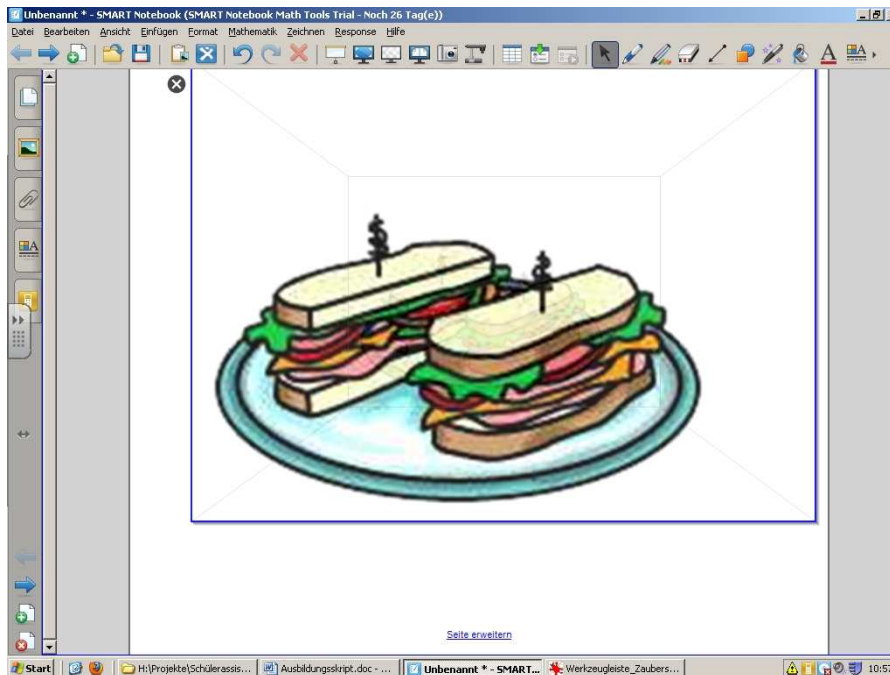 Unbenannt * - SMART Notebook (SMART Notebook Math Tools Trial - Noch 26 Tag(e))
Datei Bearbeiten Ansicht Einfügen Format Mathematik Zeichnen Response Hilfe
Seite erweitern
Start H:\Projekte\Schülerassis... Ausbildungsskript.doc - ... Unbenannt * - SMART... Werkzeugleiste_Zaubers... 10:57